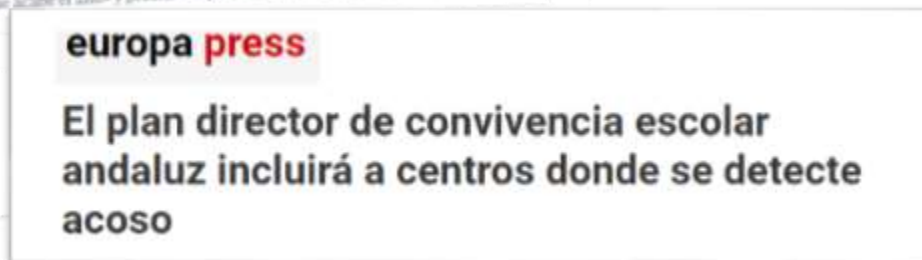 europa press
El plan director de convivencia escolar
andaluz incluirá a centros donde se detecte
acoso